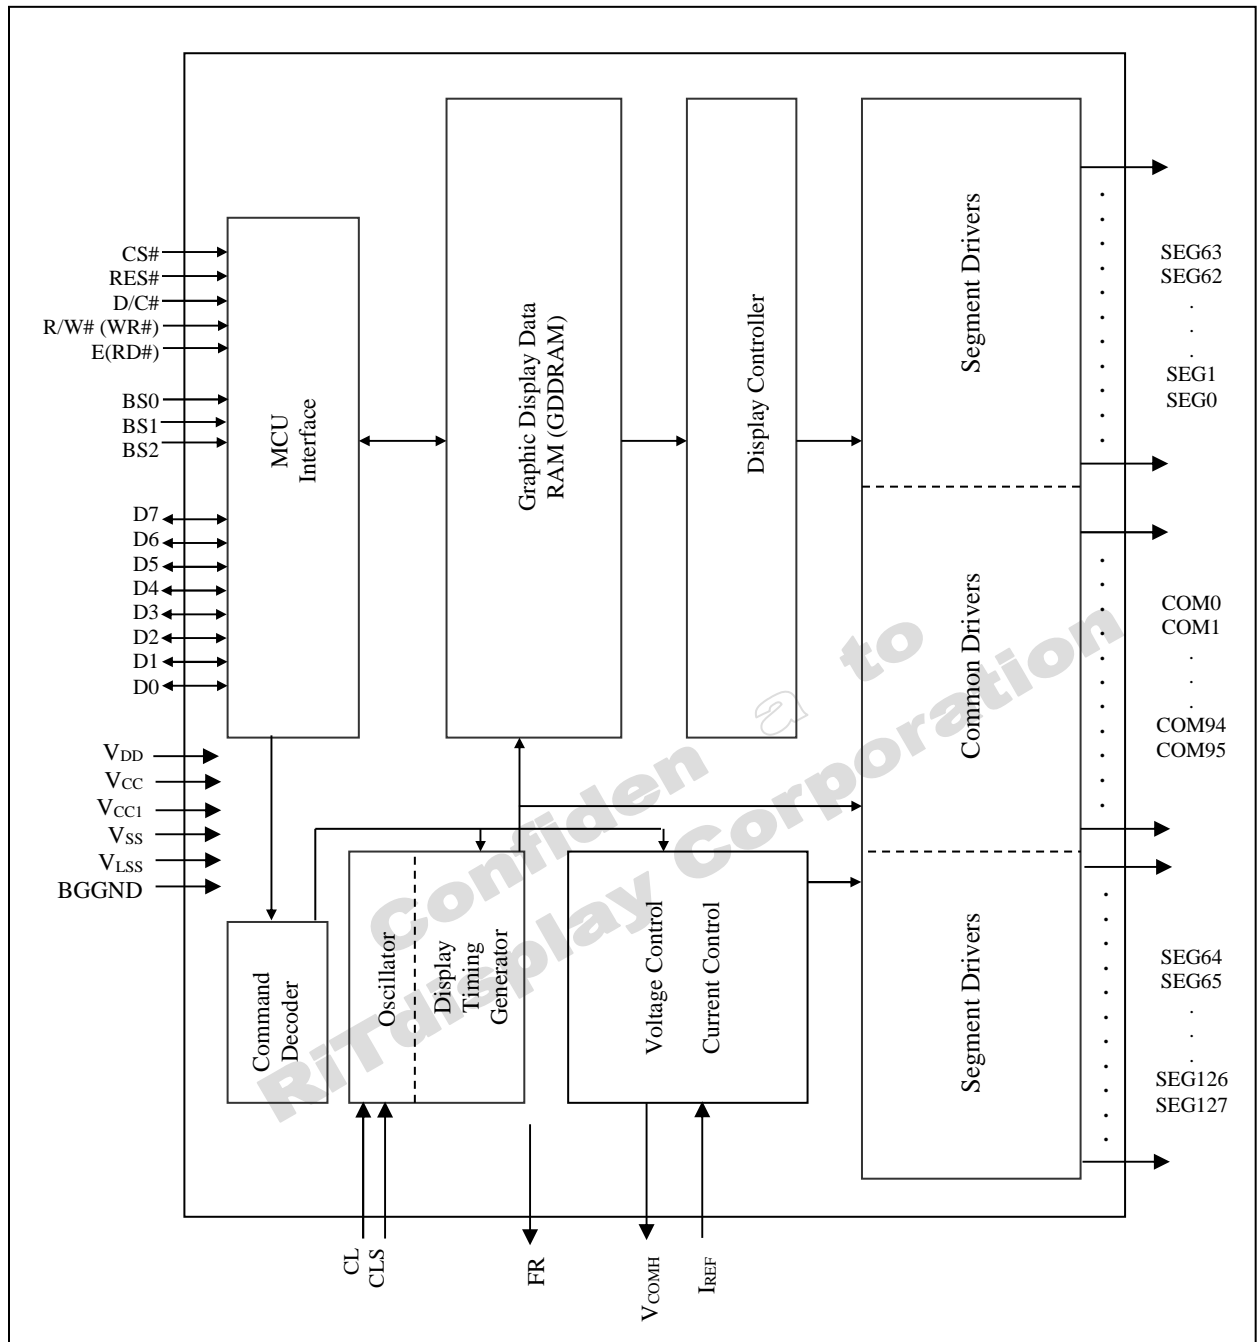 CS#
RES#
D/C#
R/W# (WR#)
E(RD#)
BS0
BS1
BS2
D7
D6
D5
D4
D3
D2
D1
D0
VDD
VCC
VCC1
VSS
VLSS
BGGND
MCU
Interface
Graphic Display Data
RAM (GDDRAM)
Display Controller
Segment Drivers
Common Drivers
Segment Drivers
Command
Decoder
Oscillator
Display
Timing
Generator
Voltage Control
Current Control
SEG63
SEG62
.
.
.
SEG1
SEG0
COM0
COM1
.
.
.
COM94
COM95
SEG64
SEG65
.
.
.
SEG126
SEG127
CL
CLS
FR
VCOMH
IREF
Confiden a to
RiTdisplay Corporation